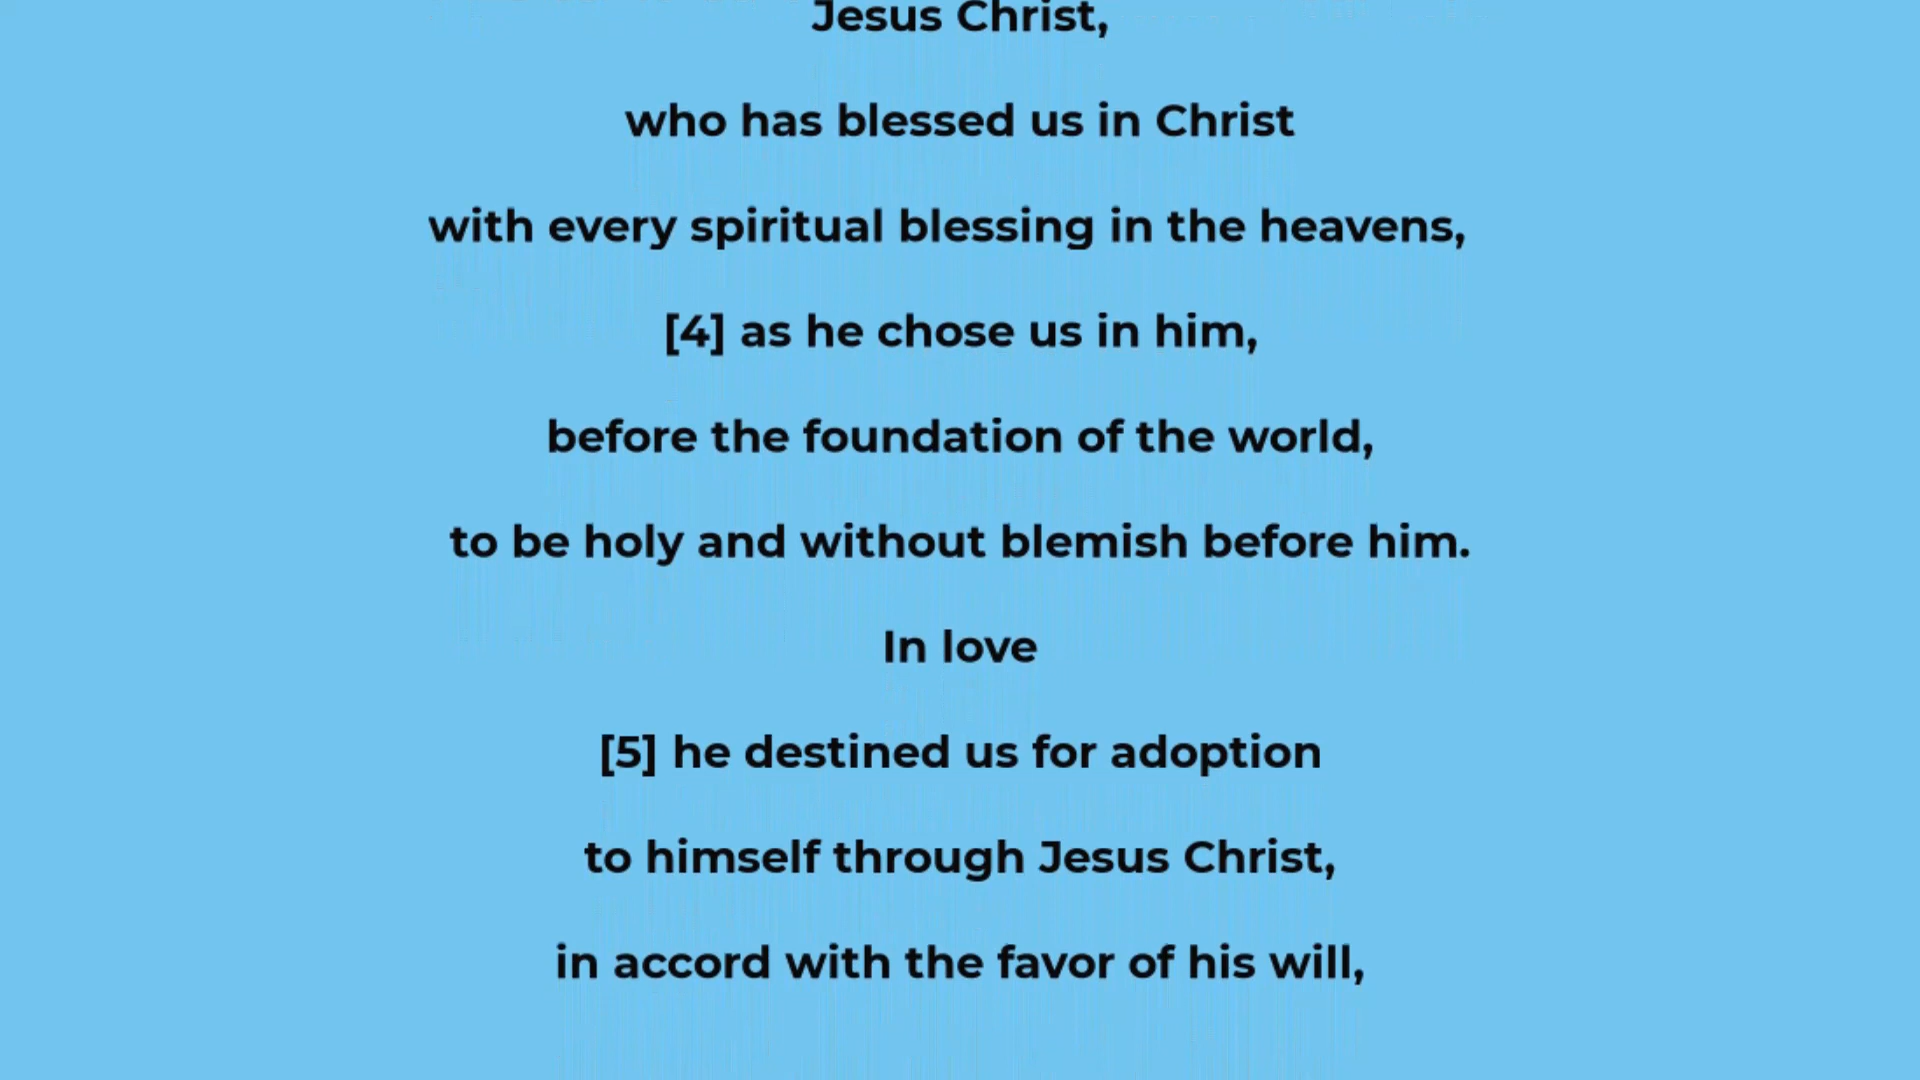 Jesus Christ,
who has blessed us in Christ
with every spiritual blessing in the heavens,
[4] as he chose us in him,
before the foundation of the world,
to be holy and without blemish before him.
In love
[5] he destined us for adoption
to himself through Jesus Christ,
in accord with the favor of his will,